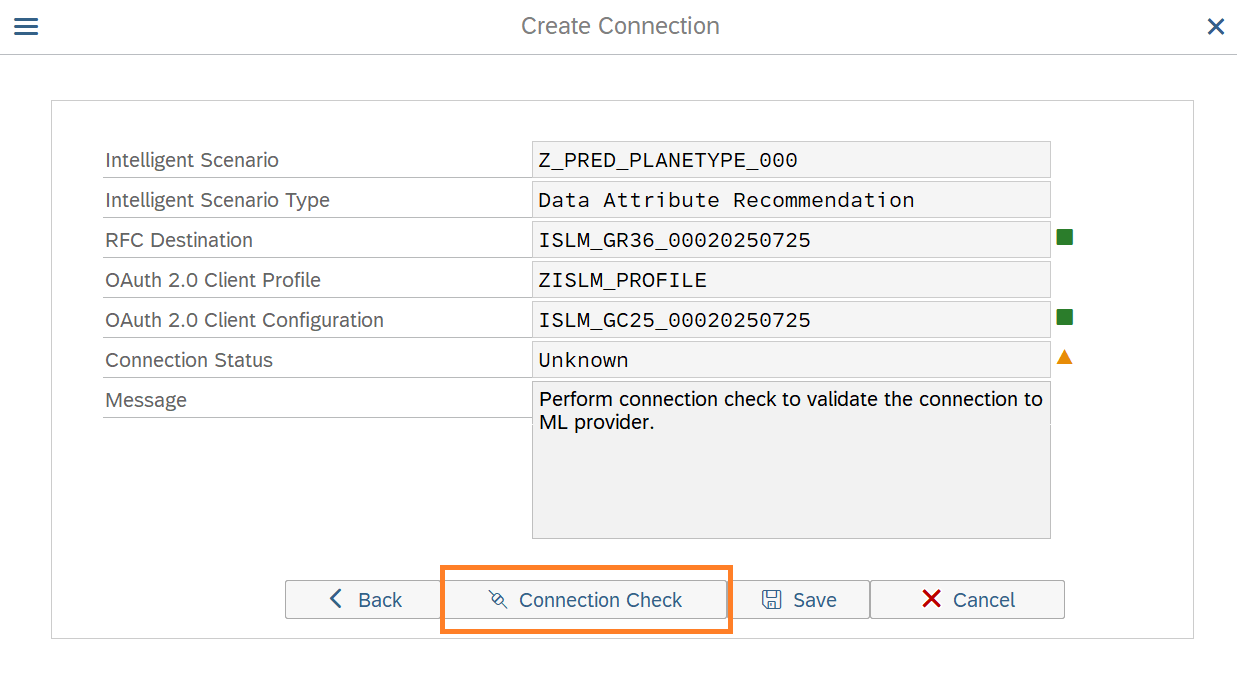 Create Connection
Intelligent Scenario Z_PRED_PLANETYPE_000
Intelligent Scenario Type Data Attribute Recommendation
RFC Destination ISLM_GR36_00020250725
OAuth 2.0 Client Profile ZISLM_PROFILE
OAuth 2.0 Client Configuration ISLM_GC25_00020250725
Connection Status Unknown
Message Perform connection check to validate the connection to
ML provider.
Back Connection Check Save Cancel